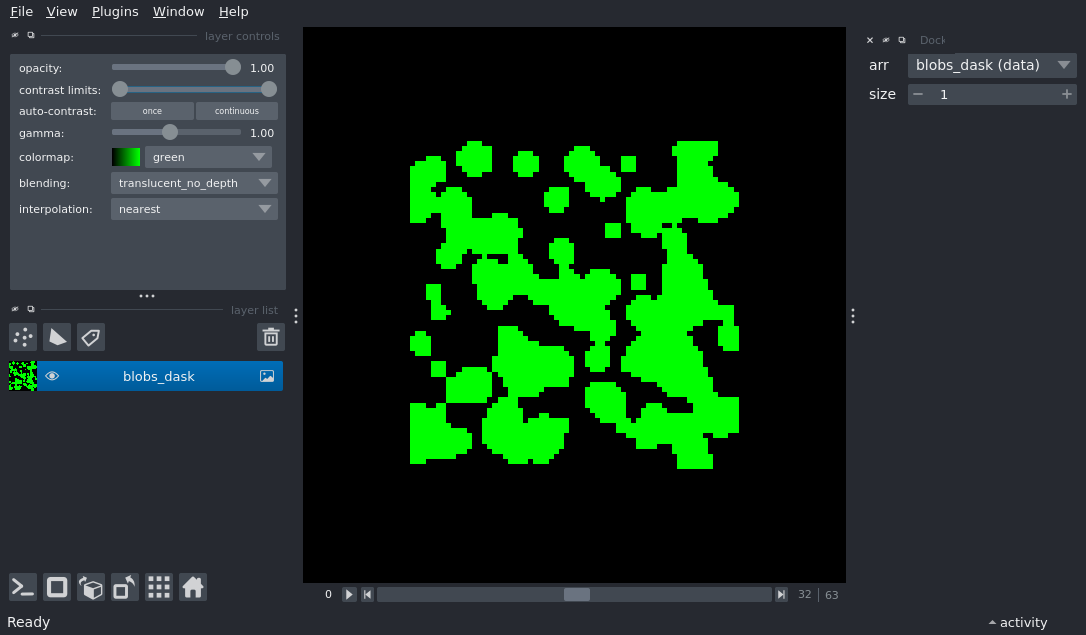 File View Plugins Window Help
layer controls
opacity: 1.00
contrast limits:
auto-contrast: once continuous
gamma: 1.00
colormap: green
blending: translucent_no_depth
interpolation: nearest
layer list
blobs_dask
0 32 63
Dock
arr blobs_dask (data)
size 1
Ready
activity